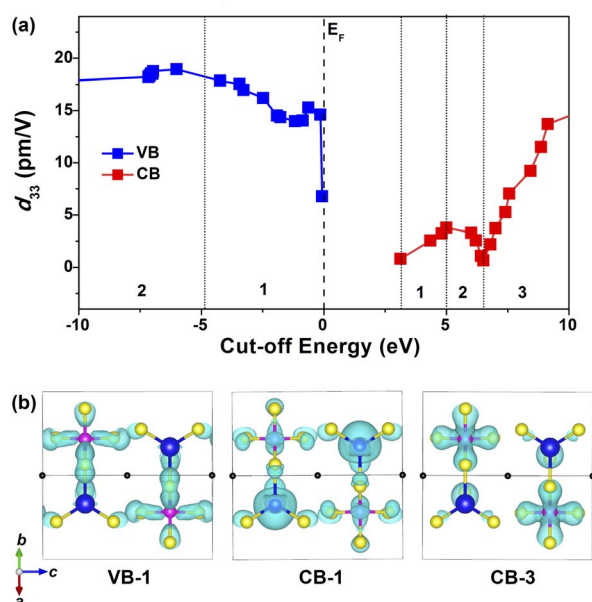 (a)
E_F
20
15
10
5
0
d_33 (pm/V)
VB
CB
2 1 1 2 3
-10 -5 0 5 10
Cut-off Energy (eV)
(b)
b
c
a
VB-1 CB-1 CB-3